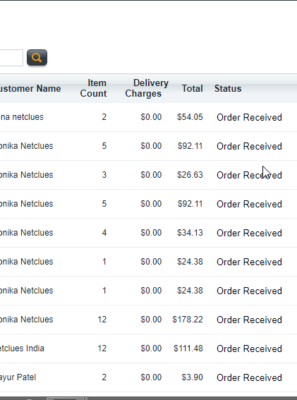 Customer Name Item Count Delivery Charges Total Status
na netclues 2 $0.00 $54.05 Order Received
onika Netclues 5 $0.00 $92.11 Order Received
onika Netclues 3 $0.00 $26.63 Order Received
onika Netclues 5 $0.00 $92.11 Order Received
onika Netclues 4 $0.00 $34.13 Order Received
onika Netclues 1 $0.00 $24.38 Order Received
onika Netclues 1 $0.00 $24.38 Order Received
onika Netclues 12 $0.00 $178.22 Order Received
etclues India 12 $0.00 $111.48 Order Received
ayur Patel 2 $0.00 $3.90 Order Received